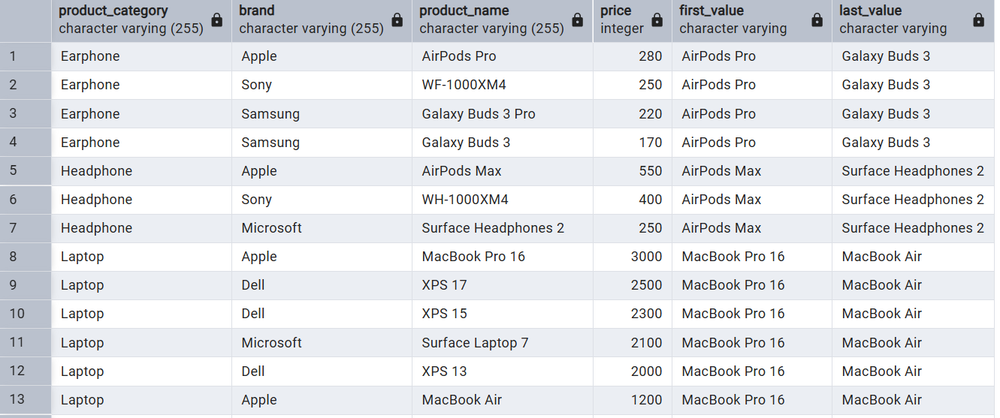 product_category brand product_name price first_value last_value
character varying (255) character varying (255) character varying (255) integer character varying character varying
1 Earphone Apple AirPods Pro 280 AirPods Pro Galaxy Buds 3
2 Earphone Sony WF-1000XM4 250 AirPods Pro Galaxy Buds 3
3 Earphone Samsung Galaxy Buds 3 Pro 220 AirPods Pro Galaxy Buds 3
4 Earphone Samsung Galaxy Buds 3 170 AirPods Pro Galaxy Buds 3
5 Headphone Apple AirPods Max 550 AirPods Max Surface Headphones 2
6 Headphone Sony WH-1000XM4 400 AirPods Max Surface Headphones 2
7 Headphone Microsoft Surface Headphones 2 250 AirPods Max Surface Headphones 2
8 Laptop Apple MacBook Pro 16 3000 MacBook Pro 16 MacBook Air
9 Laptop Dell XPS 17 2500 MacBook Pro 16 MacBook Air
10 Laptop Dell XPS 15 2300 MacBook Pro 16 MacBook Air
11 Laptop Microsoft Surface Laptop 7 2100 MacBook Pro 16 MacBook Air
12 Laptop Dell XPS 13 2000 MacBook Pro 16 MacBook Air
13 Laptop Apple MacBook Air 1200 MacBook Pro 16 MacBook Air